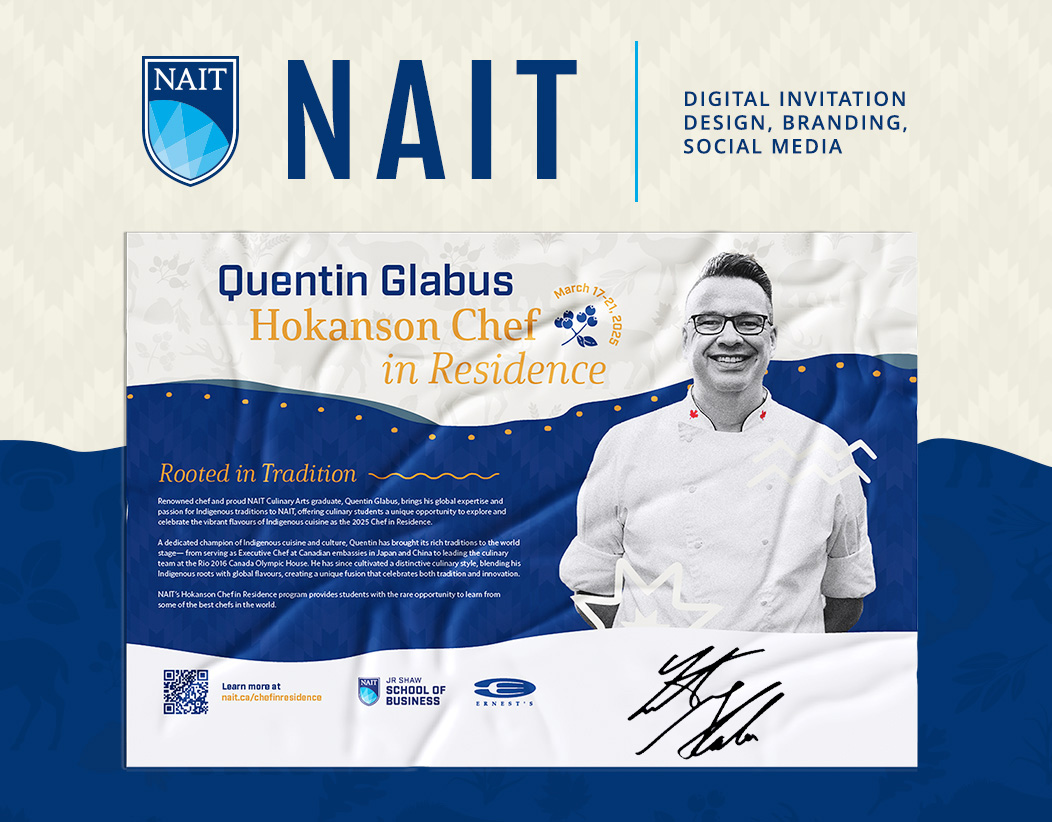 NAIT
NAIT
DIGITAL INVITATION
DESIGN, BRANDING,
SOCIAL MEDIA
Quentin Glabus
Hokanson Chef
in Residence
March 17-21, 2025
Rooted in Tradition
Renowned chef and proud NAIT Culinary Arts graduate, Quentin Glabus, brings his global expertise and
passion for Indigenous traditions to NAIT, offering culinary students a unique opportunity to explore and
celebrate the vibrant flavours of Indigenous cuisine as the 2025 Chef in Residence.
A dedicated champion of Indigenous cuisine and culture, Quentin has brought its rich traditions to the world
stage— from serving as Executive Chef at Canadian embassies in Japan and China to leading the culinary
team at the Rio 2016 Canada Olympic House. He has since cultivated a distinctive culinary style, blending his
Indigenous roots with global flavours, creating a unique fusion that celebrates both tradition and innovation.
NAIT's Hokanson Chef in Residence program provides students with the rare opportunity to learn from
some of the best chefs in the world.
Learn more at
nait.ca/chefinresidence
NAIT
JR SHAW
SCHOOL OF
BUSINESS
ERNEST'S